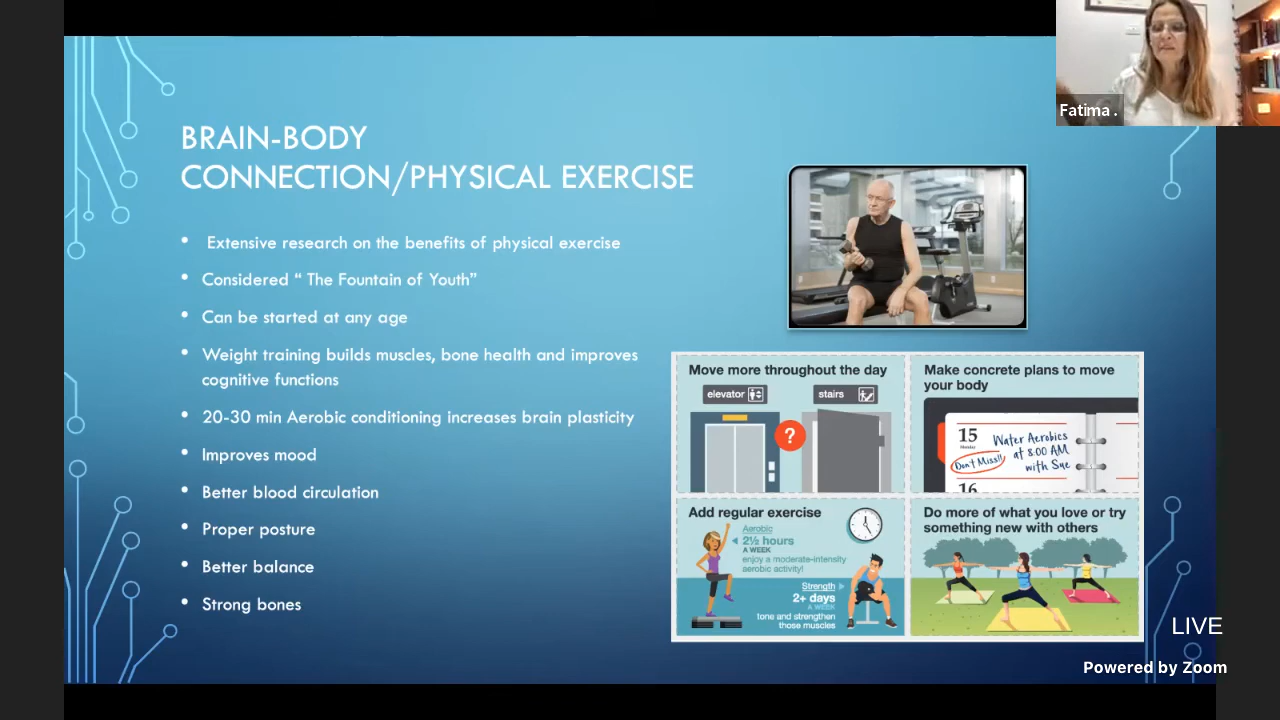 Fatima .
BRAIN-BODY
CONNECTION/PHYSICAL EXERCISE
• Extensive research on the benefits of physical exercise
• Considered “ The Fountain of Youth”
• Can be started at any age
• Weight training builds muscles, bone health and improves
cognitive functions
• 20-30 min Aerobic conditioning increases brain plasticity
• Improves mood
• Better blood circulation
• Proper posture
• Better balance
• Strong bones
Move more throughout the day
elevator
stairs
?
Make concrete plans to move
your body
15
Monday
Water Aerobics
at 8:00 AM
with Sue
Don't Miss!!
16
Add regular exercise
Aerobic
2½ hours
A WEEK
enjoy a moderate-intensity
aerobic activity!
Strength
2+ days
A WEEK
tone and strengthen
those muscles
Do more of what you love or try
something new with others
LIVE
Powered by Zoom